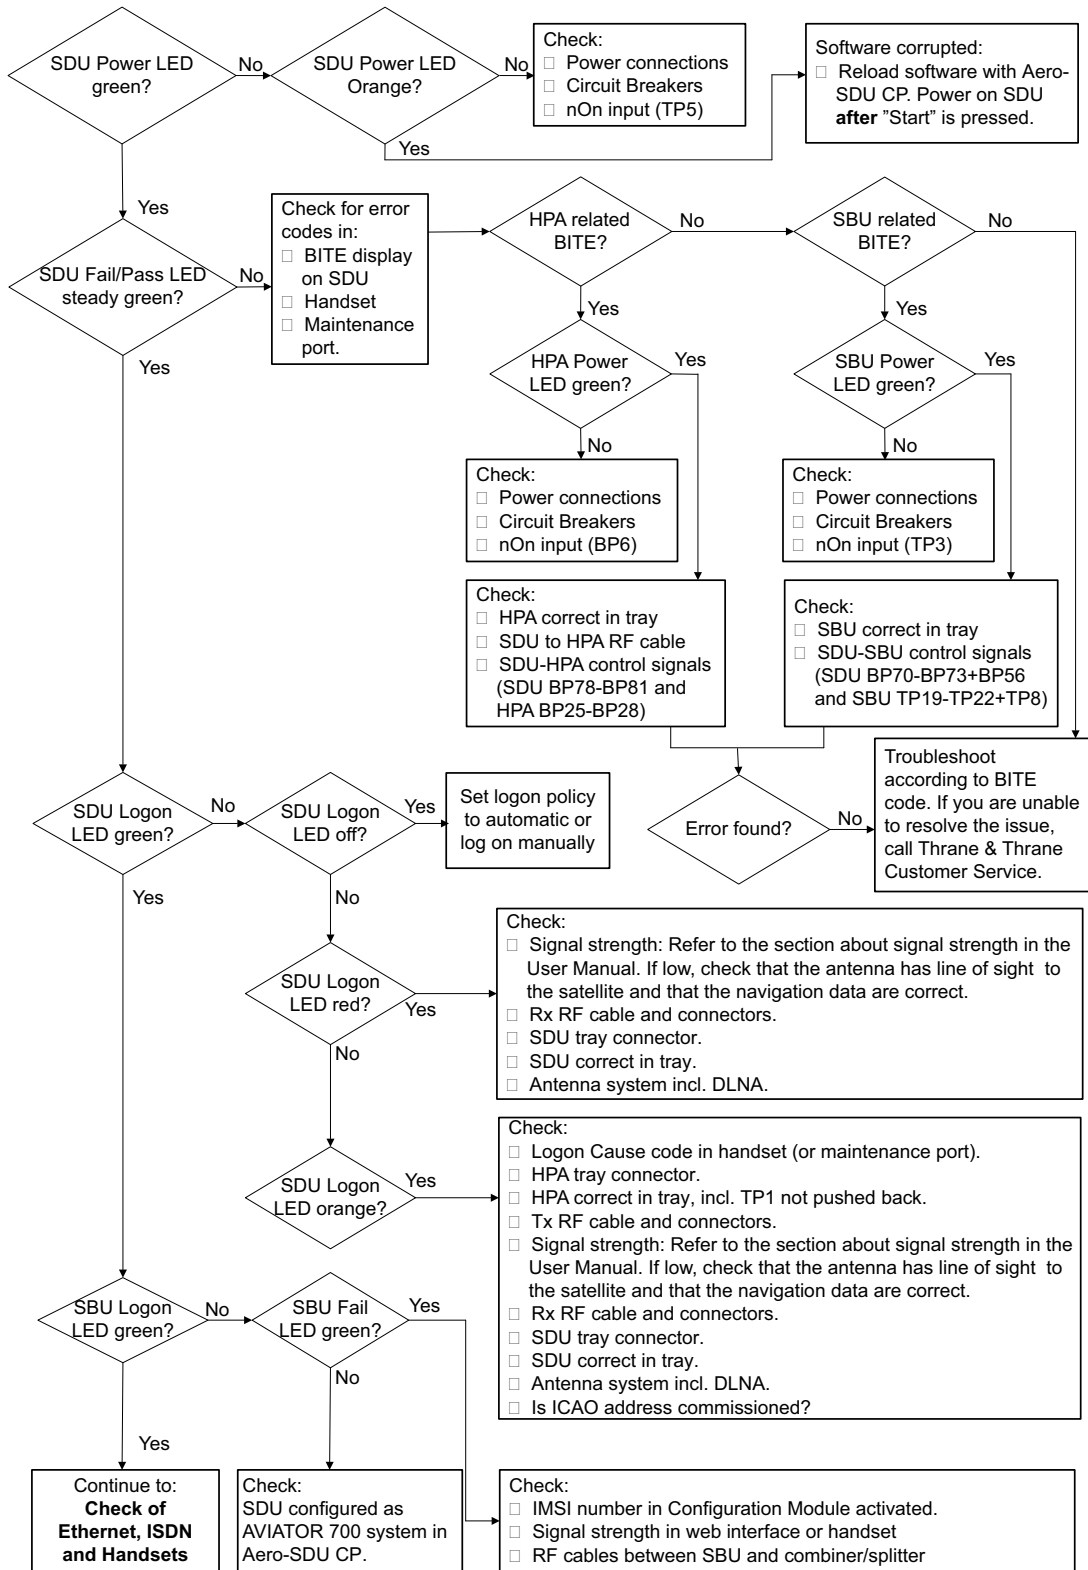 SDU Power LED
green?
No
SDU Power LED
Orange?
No
Check:
□ Power connections
□ Circuit Breakers
□ nOn input (TP5)
Software corrupted:
□ Reload software with Aero-
SDU CP. Power on SDU
after "Start" is pressed.
Yes
Yes
SDU Fail/Pass LED
steady green?
No
Check for error
codes in:
□ BITE display
on SDU
□ Handset
□ Maintenance
port.
HPA related
BITE?
No
SBU related
BITE?
No
Yes
Yes
Yes
HPA Power
LED green?
Yes
SBU Power
LED green?
Yes
No
No
Check:
□ Power connections
□ Circuit Breakers
□ nOn input (BP6)
Check:
□ Power connections
□ Circuit Breakers
□ nOn input (TP3)
Check:
□ HPA correct in tray
□ SDU to HPA RF cable
□ SDU-HPA control signals
(SDU BP78-BP81 and
HPA BP25-BP28)
Check:
□ SBU correct in tray
□ SDU-SBU control signals
(SDU BP70-BP73+BP56
and SBU TP19-TP22+TP8)
SDU Logon
LED green?
No
SDU Logon
LED off?
Yes
Set logon policy
to automatic or
log on manually
Error found?
No
Troubleshoot
according to BITE
code. If you are unable
to resolve the issue,
call Thrane & Thrane
Customer Service.
Yes
No
SDU Logon
LED red?
Yes
Check:
□ Signal strength: Refer to the section about signal strength in the
User Manual. If low, check that the antenna has line of sight to
the satellite and that the navigation data are correct.
□ Rx RF cable and connectors.
□ SDU tray connector.
□ SDU correct in tray.
□ Antenna system incl. DLNA.
No
SDU Logon
LED orange?
Yes
Check:
□ Logon Cause code in handset (or maintenance port).
□ HPA tray connector.
□ HPA correct in tray, incl. TP1 not pushed back.
□ Tx RF cable and connectors.
□ Signal strength: Refer to the section about signal strength in the
User Manual. If low, check that the antenna has line of sight to
the satellite and that the navigation data are correct.
□ Rx RF cable and connectors.
□ SDU tray connector.
□ SDU correct in tray.
□ Antenna system incl. DLNA.
□ Is ICAO address commissioned?
SBU Logon
LED green?
No
SBU Fail
LED green?
Yes
No
Yes
Continue to:
Check of
Ethernet, ISDN
and Handsets
Check:
SDU configured as
AVIATOR 700 system in
Aero-SDU CP.
Check:
□ IMSI number in Configuration Module activated.
□ Signal strength in web interface or handset
□ RF cables between SBU and combiner/splitter